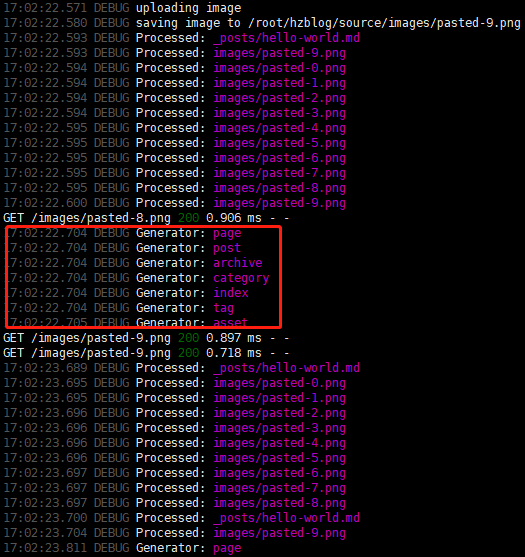 17:02:22.571 DEBUG uploading image
17:02:22.580 DEBUG saving image to /root/hzblog/source/images/pasted-9.png
17:02:22.593 DEBUG Processed: _posts/hello-world.md
17:02:22.594 DEBUG Processed: images/pasted-9.png
17:02:22.594 DEBUG Processed: images/pasted-0.png
17:02:22.594 DEBUG Processed: images/pasted-1.png
17:02:22.594 DEBUG Processed: images/pasted-2.png
17:02:22.594 DEBUG Processed: images/pasted-3.png
17:02:22.595 DEBUG Processed: images/pasted-4.png
17:02:22.595 DEBUG Processed: images/pasted-5.png
17:02:22.595 DEBUG Processed: images/pasted-6.png
17:02:22.595 DEBUG Processed: images/pasted-7.png
17:02:22.595 DEBUG Processed: images/pasted-8.png
17:02:22.600 DEBUG Processed: images/pasted-9.png
GET /images/pasted-8.png 200 0.906 ms - -
17:02:22.704 DEBUG Generator: page
17:02:22.704 DEBUG Generator: post
17:02:22.704 DEBUG Generator: archive
17:02:22.704 DEBUG Generator: category
17:02:22.704 DEBUG Generator: index
17:02:22.704 DEBUG Generator: tag
17:02:22.705 DEBUG Generator: asset
GET /images/pasted-9.png 200 0.897 ms - -
GET /images/pasted-9.png 200 0.718 ms - -
17:02:23.689 DEBUG Processed: _posts/hello-world.md
17:02:23.695 DEBUG Processed: images/pasted-0.png
17:02:23.695 DEBUG Processed: images/pasted-1.png
17:02:23.696 DEBUG Processed: images/pasted-2.png
17:02:23.696 DEBUG Processed: images/pasted-3.png
17:02:23.696 DEBUG Processed: images/pasted-4.png
17:02:23.696 DEBUG Processed: images/pasted-5.png
17:02:23.697 DEBUG Processed: images/pasted-6.png
17:02:23.697 DEBUG Processed: images/pasted-7.png
17:02:23.697 DEBUG Processed: images/pasted-8.png
17:02:23.700 DEBUG Processed: _posts/hello-world.md
17:02:23.700 DEBUG Processed: images/pasted-9.png
17:02:23.811 DEBUG Generator: page